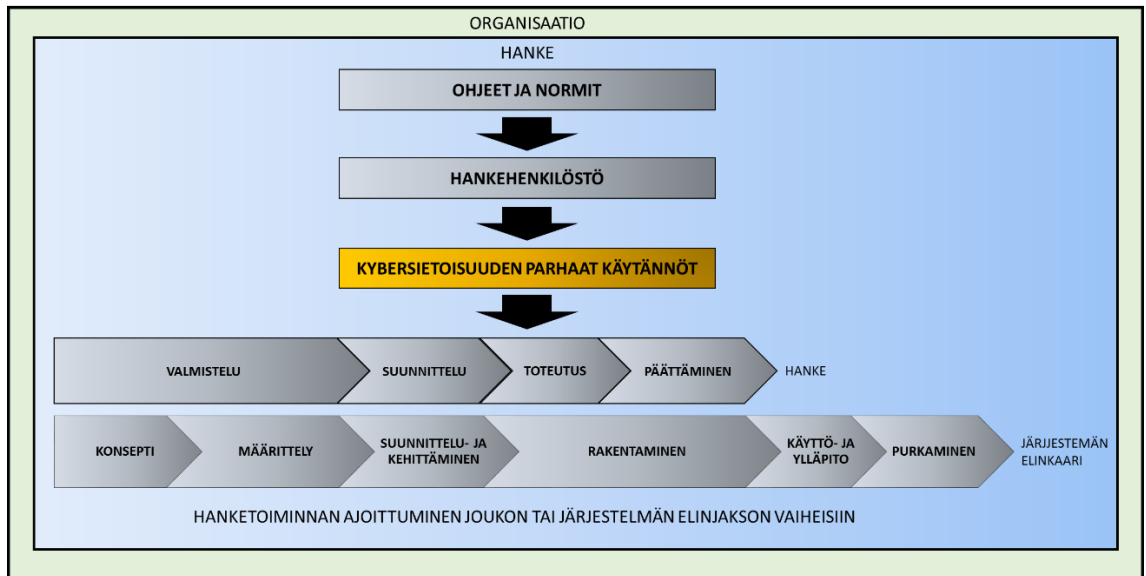 ORGANISAATIO
HANKE
OHJEET JA NORMIT
HANKEHENKILÖSTÖ
KYBERSIETOISUUDEN PARHAAT KÄYTÄNNÖT
VALMISTELU
SUUNNITTELU
TOTEUTUS
PÄÄTTÄMINEN
HANKE
KONSEPTI
MÄÄRITTELY
SUUNNITTELU- JA
KEHITTÄMINEN
RAKENTAMINEN
KÄYTTÖ- JA
YLLÄPITO
PURKAMINEN
JÄRJJESTEMÄN
ELINKAARI
HANKETOIMINNAN AJOITTUMINEN JOUKON TAI JÄRJESTELMÄN ELINJAKSON VAIHEISIIN